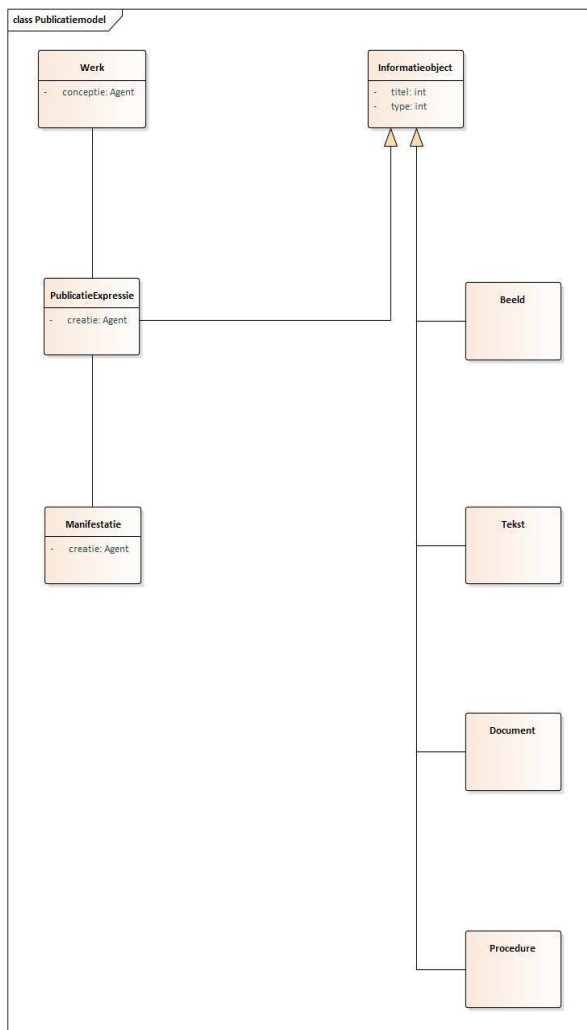 class Publicatiemodel
Werk
- conceptie: Agent
Informatieobject
- titel: int
- type: int
PublicatieExpressie
- creatie: Agent
Beeld
Manifestatie
- creatie: Agent
Tekst
Document
Procedure